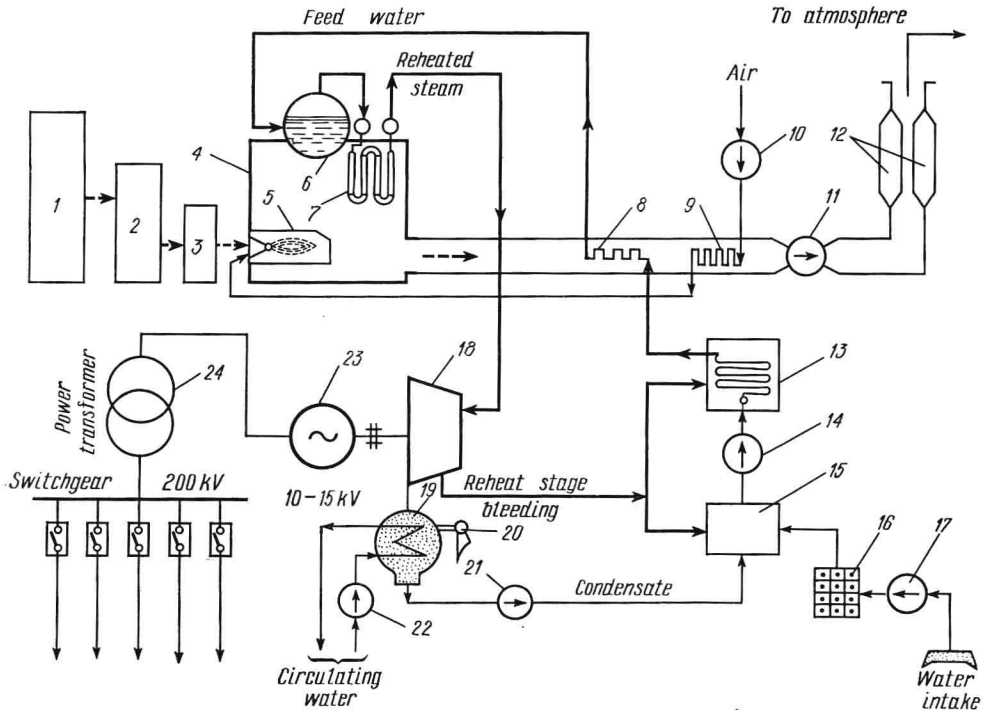 Feed water
To atmosphere
Reheated
steam
Air
4
10
12
6
1
2
3
5
7
8
9
11
13
18
23
24
Power
transformer
14
Switchgear 200 kV
10-15 kV
19
Reheat stage
bleeding
20
15
16
17
21
Condensate
22
Circulating
water
Water
intake